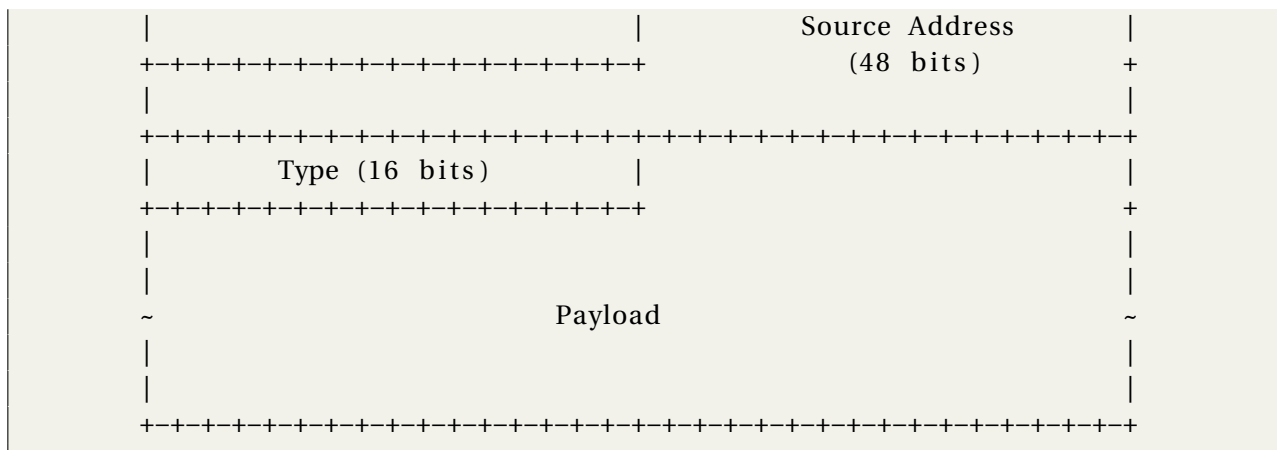 |                               |          Source Address       |
+-+-+-+-+-+-+-+-+-+-+-+-+-+-+-+-+             (48 bits)         +
|                                                               |
+-+-+-+-+-+-+-+-+-+-+-+-+-+-+-+-+-+-+-+-+-+-+-+-+-+-+-+-+-+-+-+-+
|        Type (16 bits)         |                               |
+-+-+-+-+-+-+-+-+-+-+-+-+-+-+-+-+                               +
|                                                               |
|                                                               |
~                          Payload                              ~
|                                                               |
|                                                               |
+-+-+-+-+-+-+-+-+-+-+-+-+-+-+-+-+-+-+-+-+-+-+-+-+-+-+-+-+-+-+-+-+